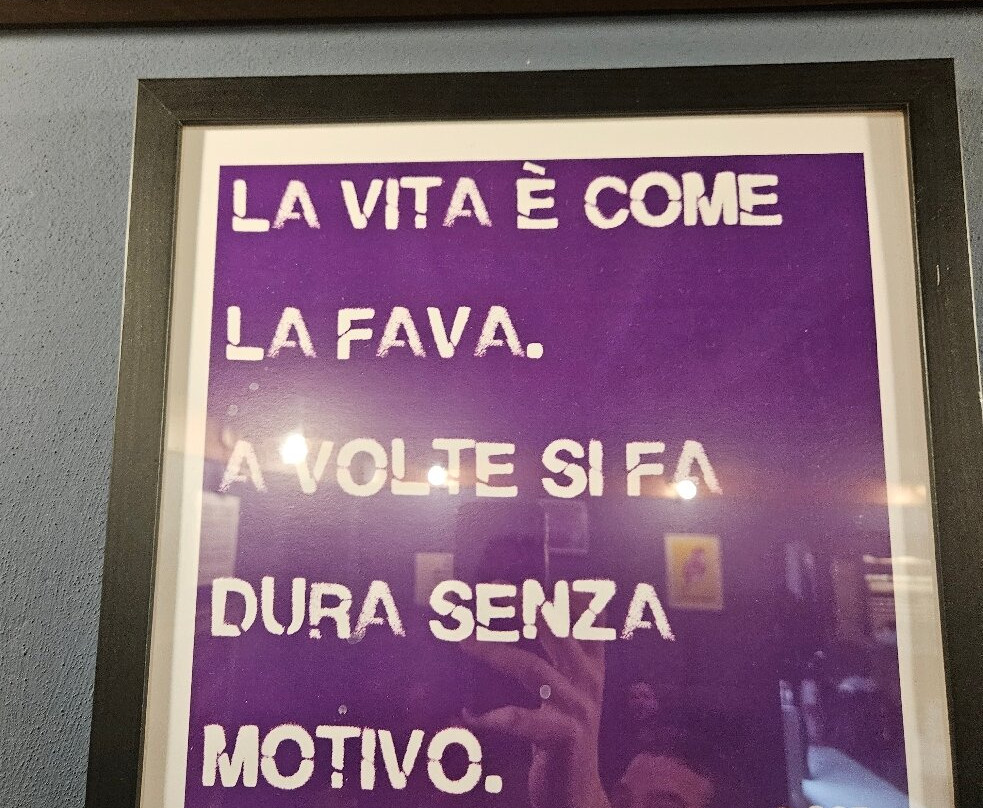 LA VITA È COME
LA FAVA.
A VOLTE SI FA
DURA SENZA
MOTIVO.